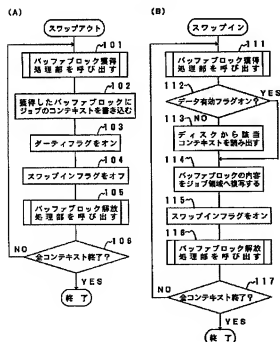 (A)
スワップアウト
101
バッファブロック獲得
処理部を呼び出す
102
獲得したバッファブロックに
ジョブのコンテキストを書き込む
103
ダーティフラグをオン
104
スワップインフラグをオフ
105
バッファブロック解放
処理部を呼び出す
106
NO
全コンテキスト終了?
YES
終了
(B)
スワップイン
111
バッファブロック獲得
処理部を呼び出す
112
YES
データ有効フラグオン?
113
NO
ディスクから該当
コンテキストを読み出す
114
バッファブロックの内容
をジョブ領域へ複写する
115
スワップインフラグをオン
116
バッファブロック解放
処理部を呼び出す
117
NO
全コンテキスト終了?
YES
終了